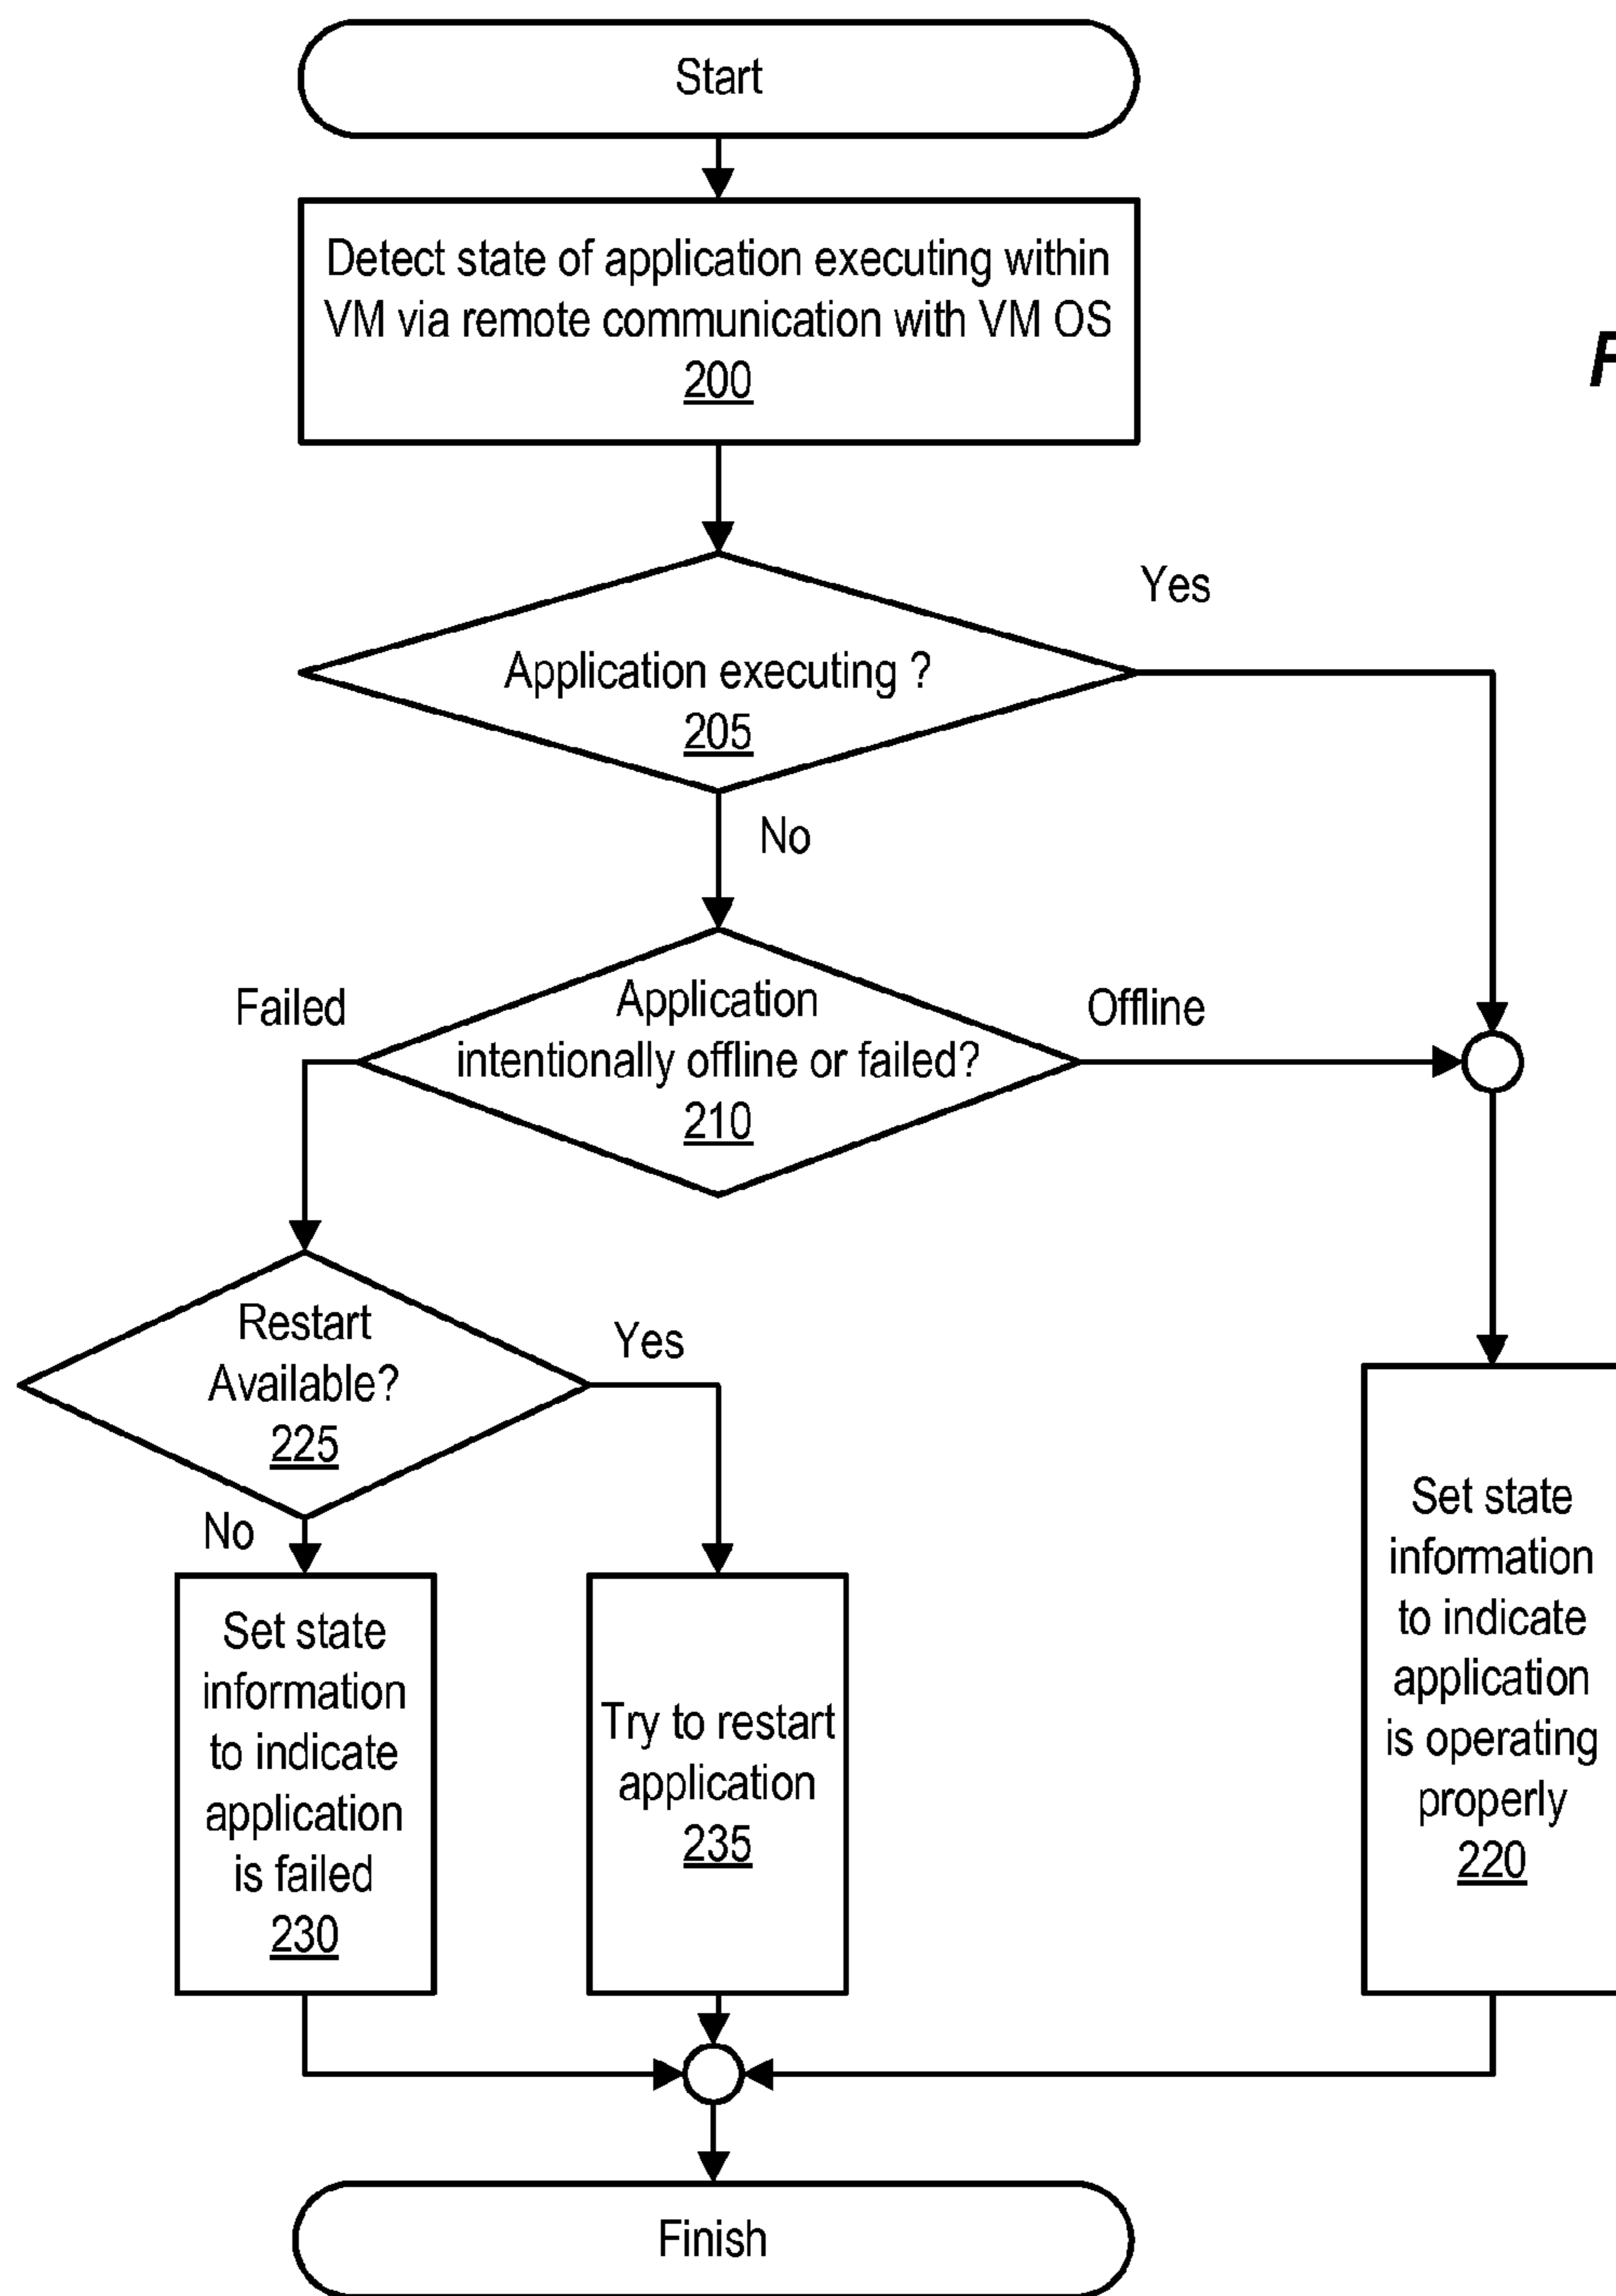 Start
Detect state of application executing within
VM via remote communication with VM OS
200
F
Yes
Application executing ?
205
No
Failed
Application
intentionally offline or failed?
210
Offline
Restart
Available?
225
Yes
No
Set state
information
to indicate
application
is failed
230
Try to restart
application
235
Set state
information
to indicate
application
is operating
properly
220
Finish